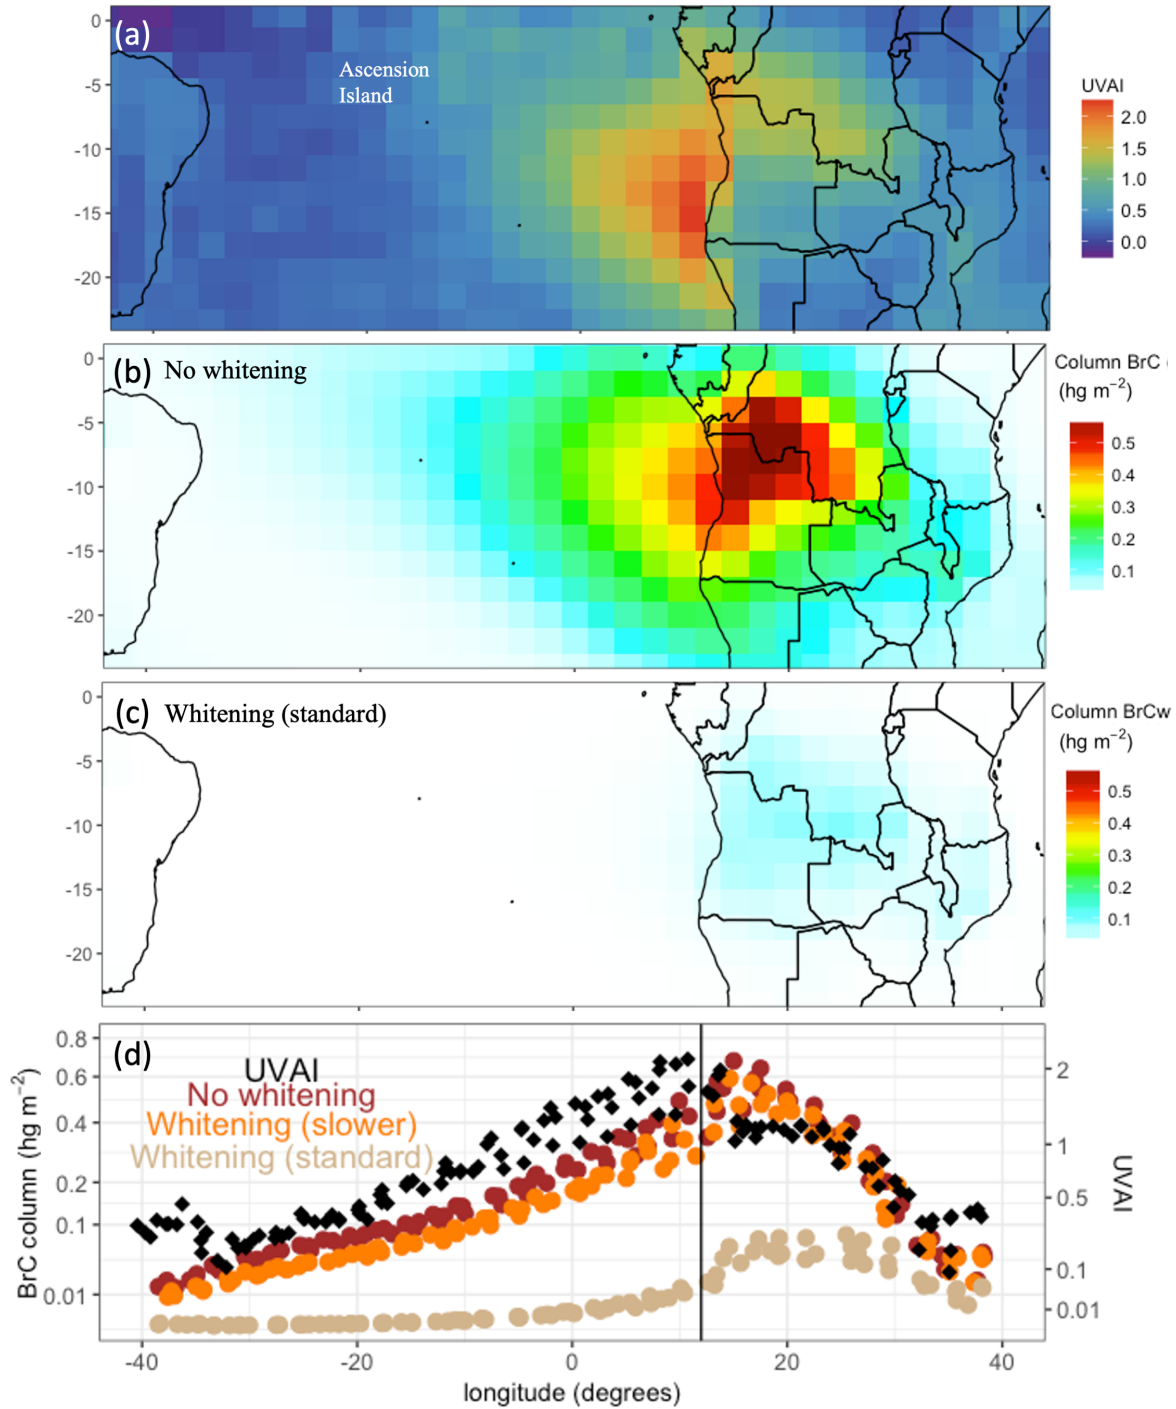 (a)
Ascension
Island
0
-5
-10
-15
-20
UVAI
2.0
1.5
1.0
0.5
0.0
(b) No whitening
0
-5
-10
-15
-20
Column BrC (
(hg m⁻²)
0.5
0.4
0.3
0.2
0.1
(c) Whitening (standard)
0
-5
-10
-15
-20
Column BrCw
(hg m⁻²)
0.5
0.4
0.3
0.2
0.1
(d)
UVAI
No whitening
Whitening (slower)
Whitening (standard)
BrC column (hg m⁻²)
0.8
0.6
0.4
0.2
0.1
0.01
2
1
0.5
0.1
0.01
UVAI
-40 -20 0 20 40
longitude (degrees)